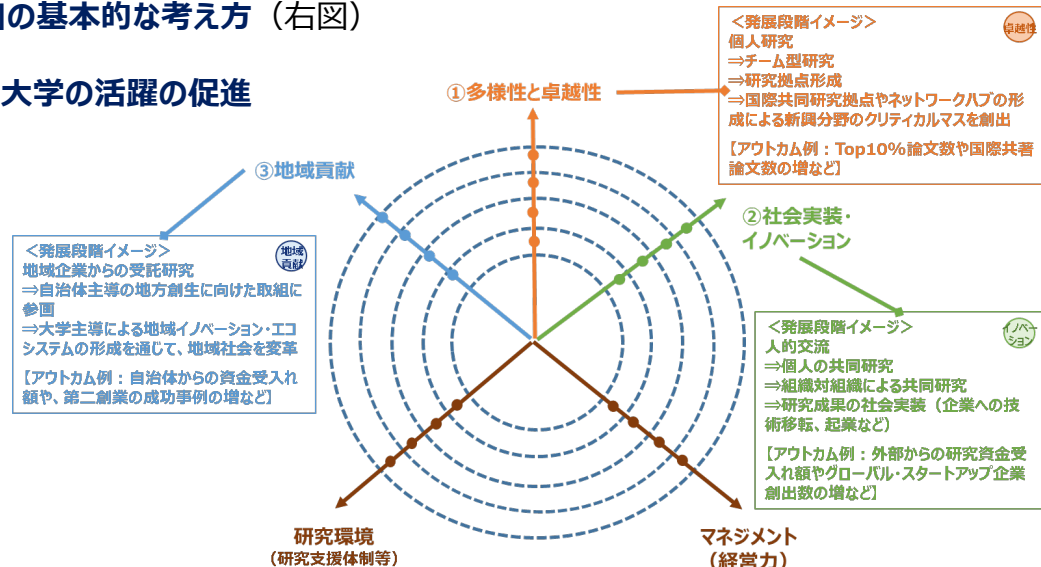 の基本的な考え方（右図）
大学の活躍の促進
①多様性と卓越性
＜発展段階イメージ＞
卓越性
個人研究
⇒チーム型研究
⇒研究拠点形成
⇒国際共同研究拠点やネットワークハブの形
成による新興分野のクリティカルマスを創出
【アウトカム例：Top10%論文数や国際共著
論文数の増など】
③地域貢献
②社会実装・
イノベーション
＜発展段階イメージ＞
地域
貢献
地域企業からの受託研究
⇒自治体主導の地方創生に向けた取組に
参画
⇒大学主導による地域イノベーション・エコ
システムの形成を通じて、地域社会を変革
【アウトカム例：自治体からの資金受入れ
額や、第二創業の成功事例の増など】
＜発展段階イメージ＞
イノベー
ション
人的交流
⇒個人の共同研究
⇒組織対組織による共同研究
⇒研究成果の社会実装（企業への技
術移転、起業など）
【アウトカム例：外部からの研究資金受
入れ額やグローバル・スタートアップ企業
創出数の増など】
研究環境
（研究支援体制等）
マネジメント
（経営力）